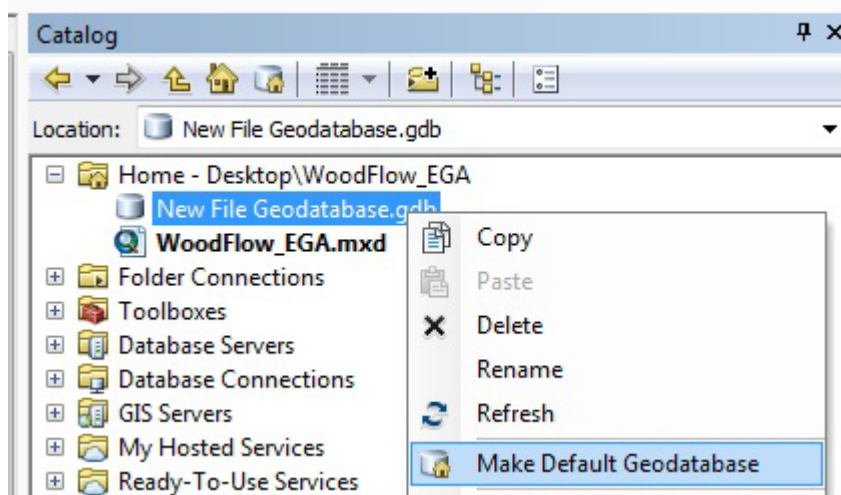 Catalog
Location: New File Geodatabase.gdb
Home - Desktop\WoodFlow_EGA
New File Geodatabase.gdb
WoodFlow_EGA.mxd
Folder Connections
Toolboxes
Database Servers
Database Connections
GIS Servers
My Hosted Services
Ready-To-Use Services
Copy
Paste
Delete
Rename
Refresh
Make Default Geodatabase